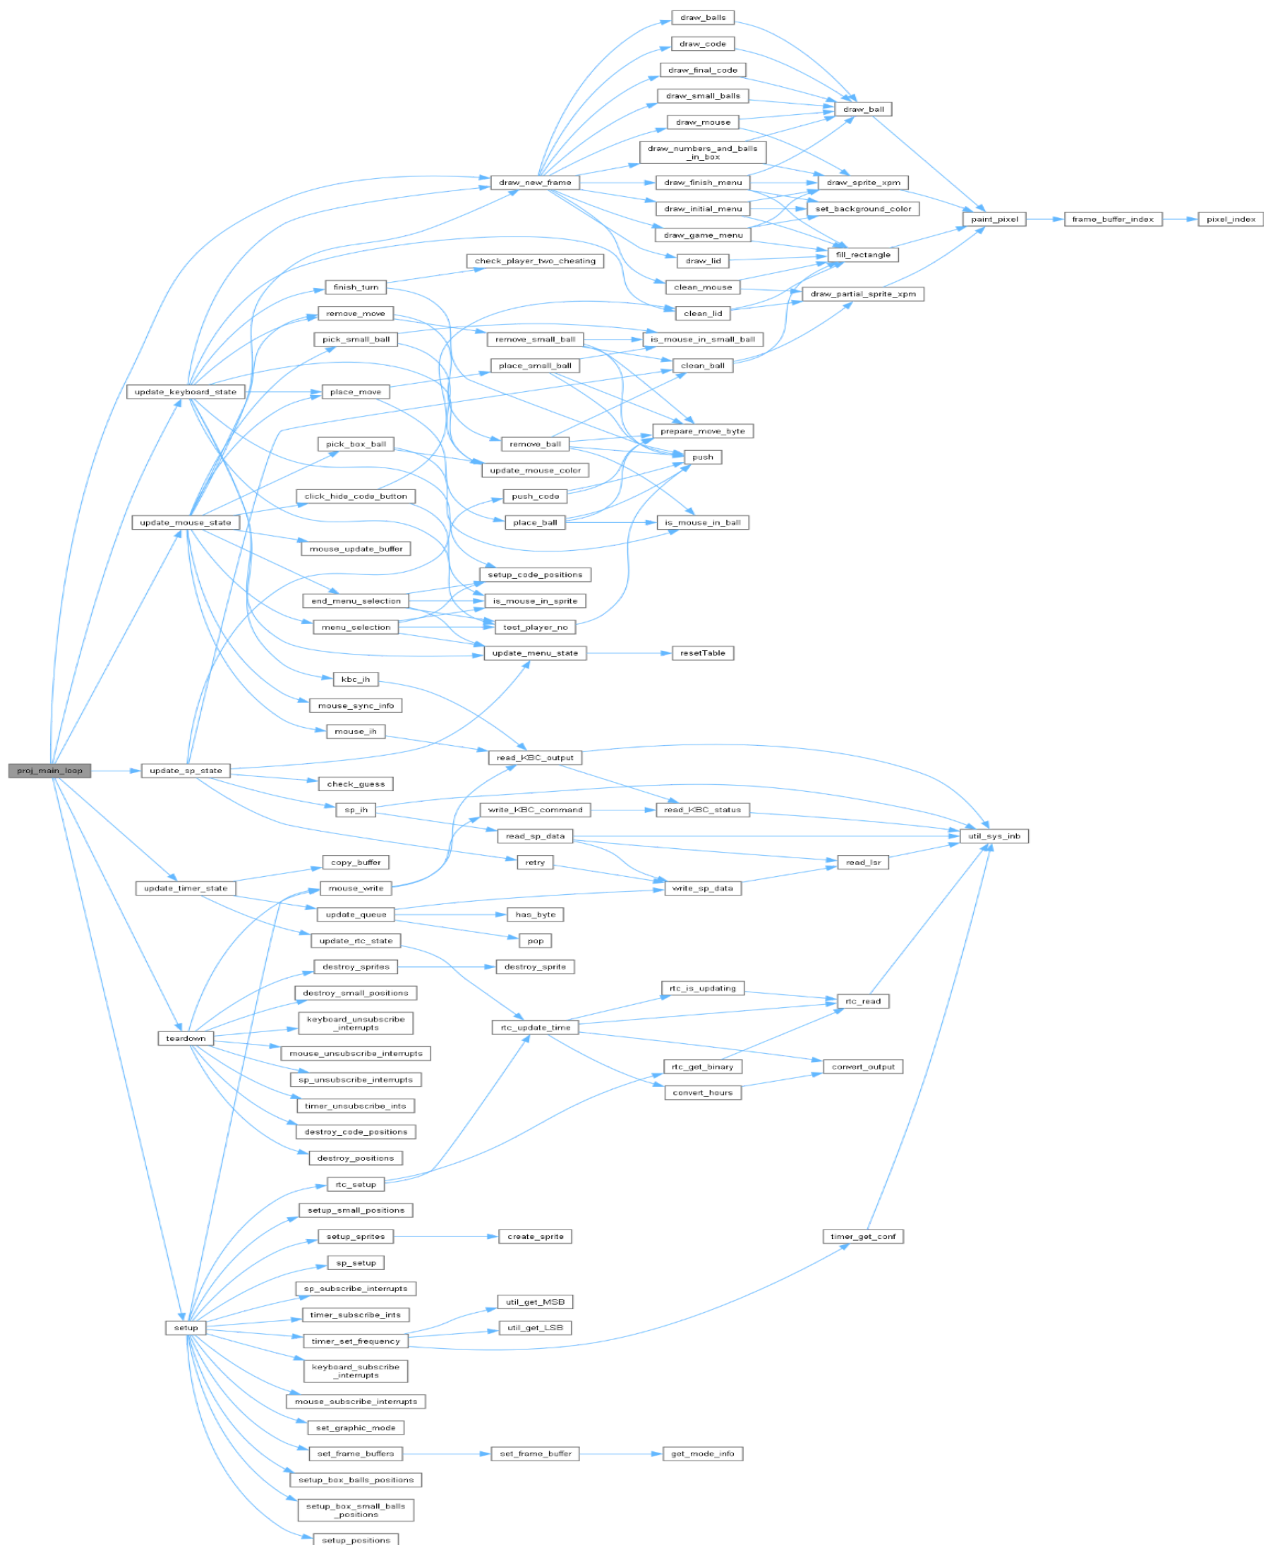 draw_balls
draw_code
draw_final_code
draw_small_balls
draw_ball
draw_mouse
draw_numbers_and_balls
_in_box
draw_new_frame
draw_finish_menu
draw_sprite_xpm
draw_initial_menu
set_background_color
paint_pixel
frame_buffer_index
pixel_index
draw_game_menu
draw_lid
fill_rectangle
check_player_two_cheating
finish_turn
clean_mouse
draw_partial_sprite_xpm
remove_move
clean_lid
pick_small_ball
remove_small_ball
is_mouse_in_small_ball
place_small_ball
clean_ball
update_keyboard_state
place_move
prepare_move_byte
pick_box_ball
remove_ball
push
update_mouse_color
click_hide_code_button
push_code
update_mouse_state
place_ball
is_mouse_in_ball
mouse_update_buffer
setup_code_positions
end_menu_selection
is_mouse_in_sprite
menu_selection
test_player_no
update_menu_state
resetTable
kbc_ih
mouse_sync_info
mouse_ih
read_KBC_output
proj_main_loop
update_sp_state
check_guess
sp_ih
write_KBC_command
read_KBC_status
read_sp_data
util_sys_inb
copy_buffer
retry
read_lsr
update_timer_state
mouse_write
write_sp_data
update_queue
has_byte
update_rtc_state
pop
destroy_sprites
destroy_sprite
destroy_small_positions
rtc_is_updating
rtc_read
keyboard_unsubscribe
_interrupts
rtc_update_time
teardown
mouse_unsubscribe_interrupts
rtc_get_binary
convert_output
sp_unsubscribe_interrupts
convert_hours
timer_unsubscribe_ints
destroy_code_positions
destroy_positions
rtc_setup
setup_small_positions
setup_sprites
create_sprite
timer_get_conf
sp_setup
sp_subscribe_interrupts
util_get_MSB
timer_subscribe_ints
setup
util_get_LSB
timer_set_frequency
keyboard_subscribe
_interrupts
mouse_subscribe_interrupts
set_graphic_mode
set_frame_buffers
set_frame_buffer
get_mode_info
setup_box_balls_positions
setup_box_small_balls
_positions
setup_positions